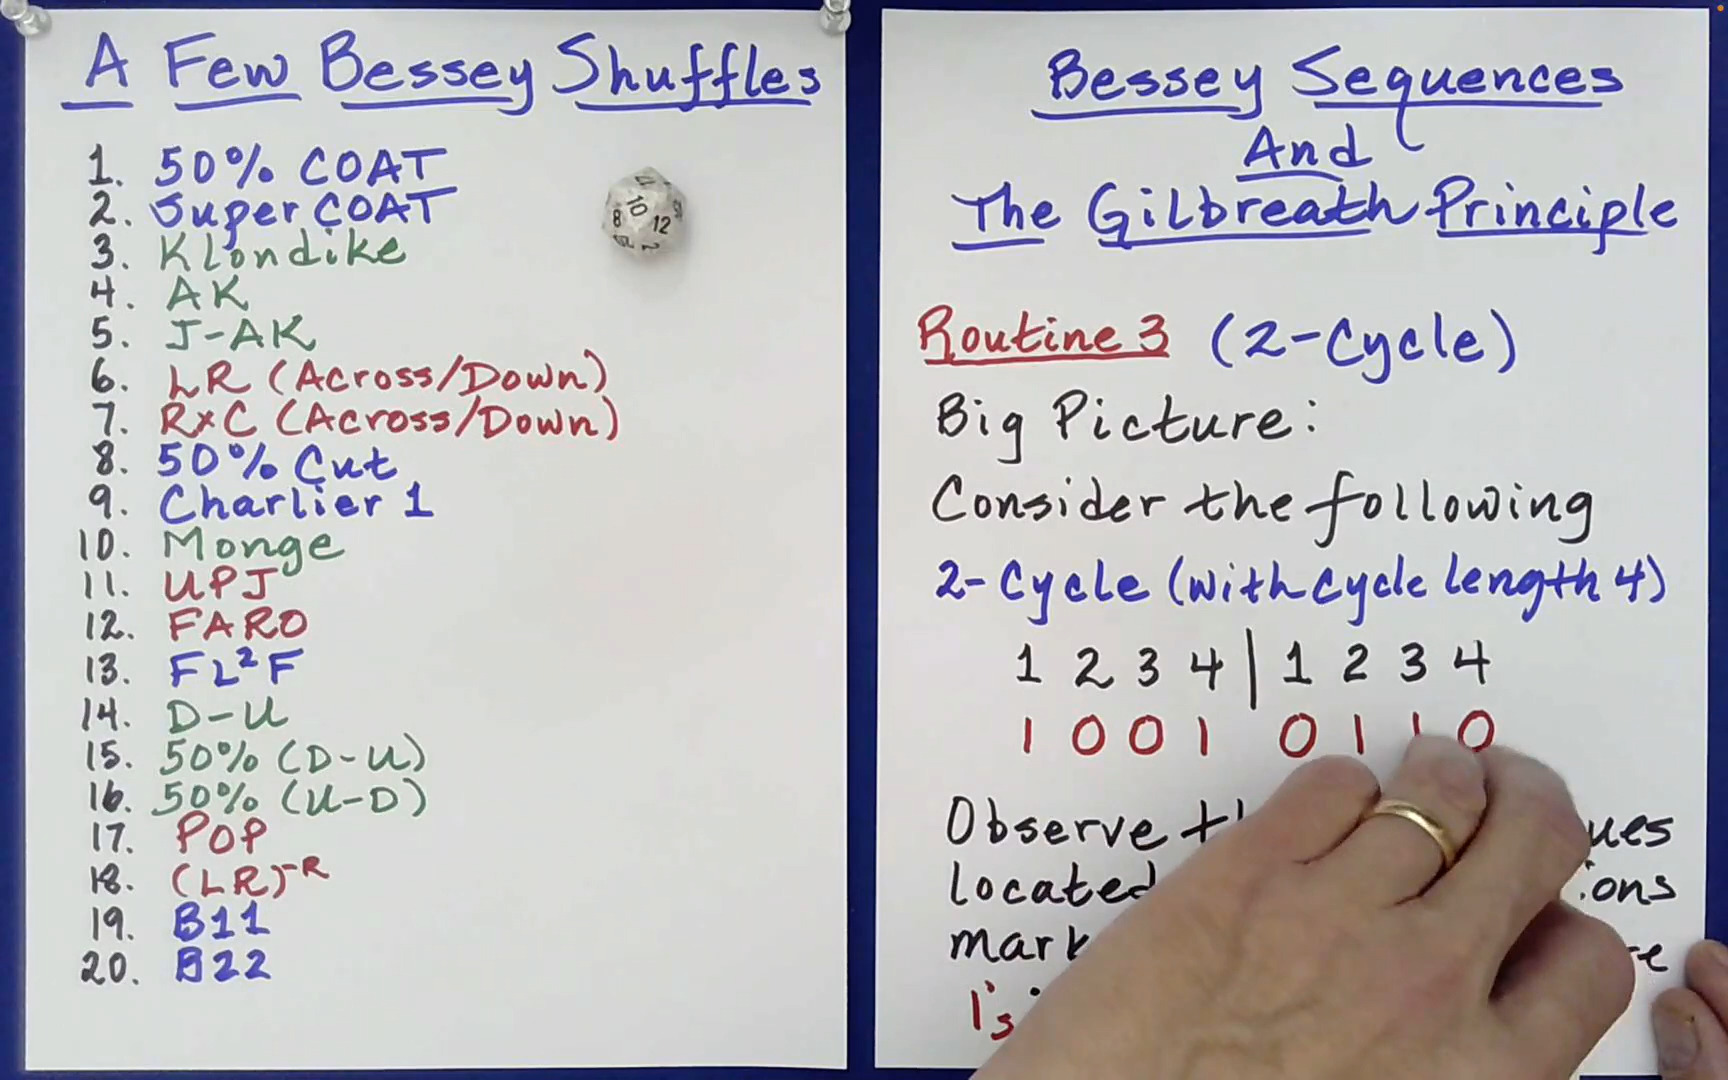 A Few Bessey Shuffles
1. 50% COAT
2. Super COAT
3. Klondike
4. AK
5. J-AK
6. LR (Across/Down)
7. RxC (Across/Down)
8. 50% Cut
9. Charlier 1
10. Monge
11. UPJ
12. FARO
13. FL²F
14. D-U
15. 50% (D-U)
16. 50% (U-D)
17. POP
18. (LR)⁻ᴿ
19. B11
20. B22
10
8
12
Bessey Sequences
And
The Gilbreath Principle
Routine 3 (2-Cycle)
Big Picture:
Consider the following
2-Cycle (with cycle length 4)
1 2 3 4 | 1 2 3 4
1 0 0 1 0 1 1 0
Observe
located
1's